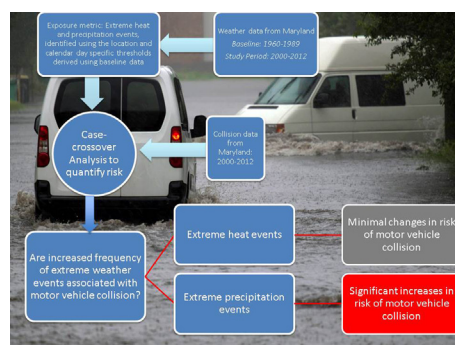 Exposure metric: Extreme heat
and precipitation events,
identified using the location and
calendar day specific thresholds
derived using baseline data
Weather data from Maryland
Baseline: 1960-1989
Study Period: 2000-2012
Case-
crossover
Analysis to
quantify risk
Collision data
from
Maryland:
2000-2012
Are increased frequency
of extreme weather
events associated with
motor vehicle collision?
Extreme heat events
Minimal changes in risk
of motor vehicle
collision
Extreme precipitation
events
Significant increases in
risk of motor vehicle
collision